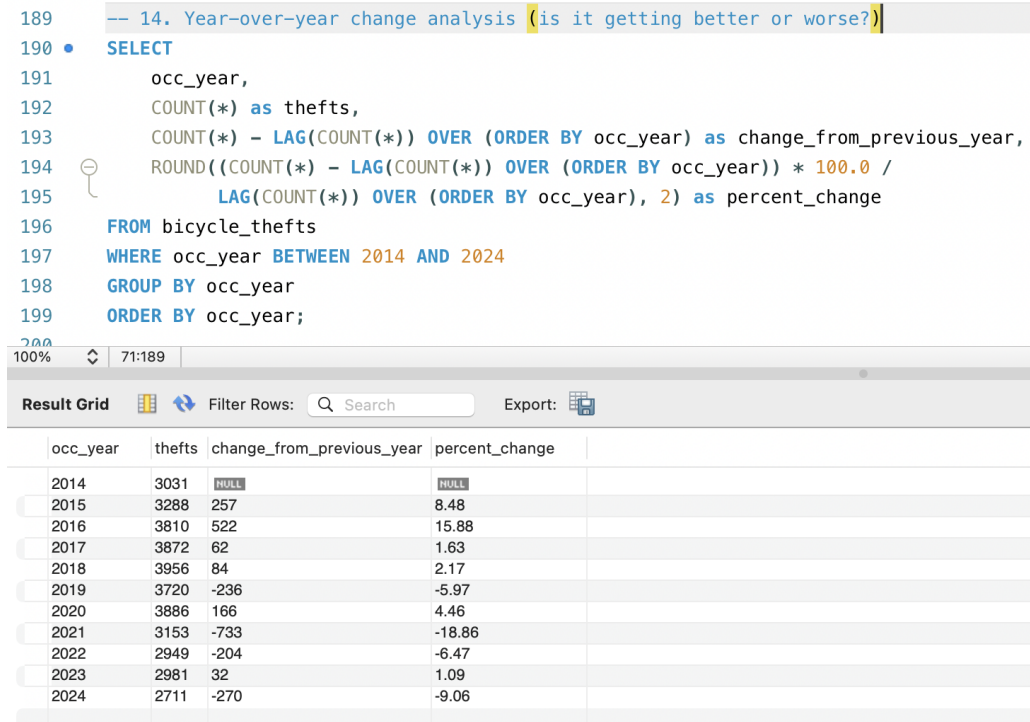 189 -- 14. Year-over-year change analysis (is it getting better or worse?)
190 SELECT
191 occ_year,
192 COUNT(*) as thefts,
193 COUNT(*) - LAG(COUNT(*)) OVER (ORDER BY occ_year) as change_from_previous_year,
194 ROUND((COUNT(*) - LAG(COUNT(*)) OVER (ORDER BY occ_year)) * 100.0 /
195 LAG(COUNT(*)) OVER (ORDER BY occ_year), 2) as percent_change
196 FROM bicycle_thefts
197 WHERE occ_year BETWEEN 2014 AND 2024
198 GROUP BY occ_year
199 ORDER BY occ_year;
200
100% 71:189
Result Grid Filter Rows: Search Export:
occ_year thefts change_from_previous_year percent_change
2014 3031 NULL NULL
2015 3288 257 8.48
2016 3810 522 15.88
2017 3872 62 1.63
2018 3956 84 2.17
2019 3720 -236 -5.97
2020 3886 166 4.46
2021 3153 -733 -18.86
2022 2949 -204 -6.47
2023 2981 32 1.09
2024 2711 -270 -9.06